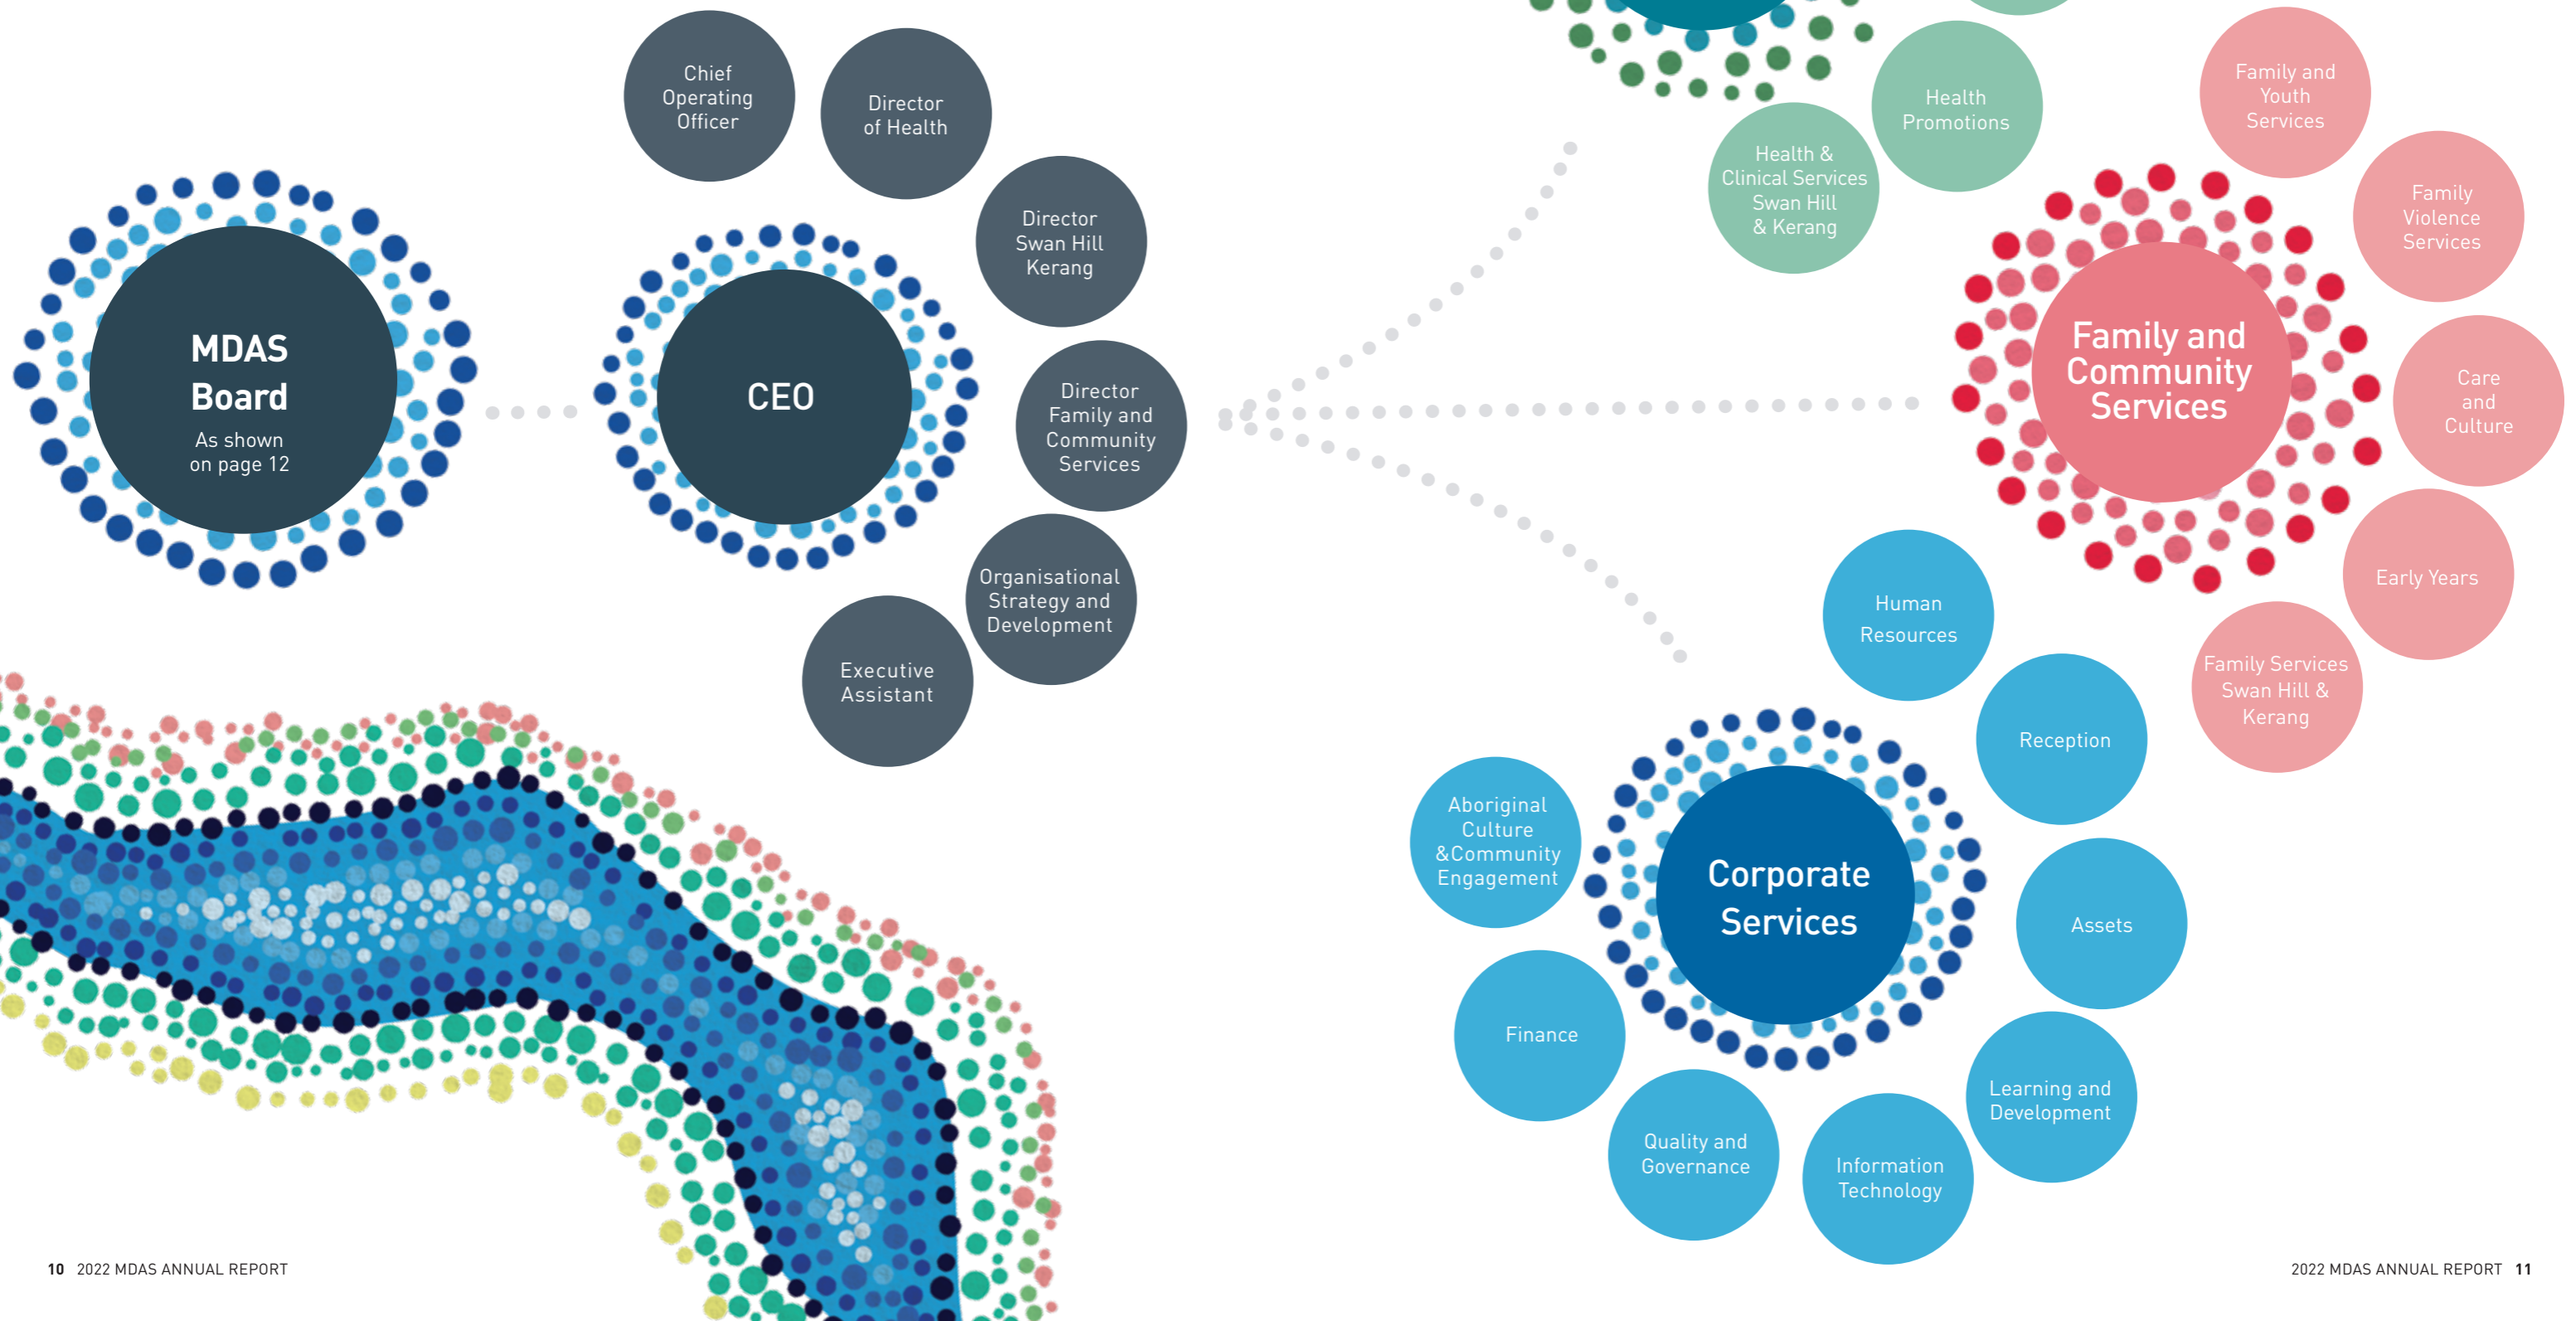 MDAS
Board
As shown
on page 12
CEO
Chief
Operating
Officer
Director
of Health
Director
Swan Hill
Kerang
Director
Family and
Community
Services
Organisational
Strategy and
Development
Executive
Assistant
Health
Promotions
Health &
Clinical Services
Swan Hill
& Kerang
Family and
Community
Services
Family and
Youth
Services
Family
Violence
Services
Care
and
Culture
Early Years
Family Services
Swan Hill &
Kerang
Corporate
Services
Human
Resources
Reception
Assets
Learning and
Development
Information
Technology
Quality and
Governance
Finance
Aboriginal
Culture
&Community
Engagement
10 2022 MDAS ANNUAL REPORT
2022 MDAS ANNUAL REPORT 11